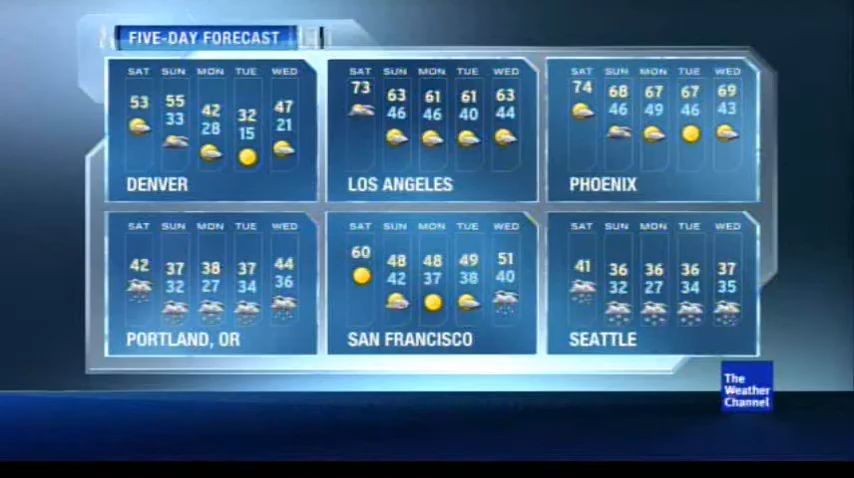 FIVE-DAY FORECAST
SAT SUN MON TUE WED
53 55 42 32 47
33 28 15 21
DENVER
SAT SUN MON TUE WED
73 63 61 61 63
46 46 40 44
LOS ANGELES
SAT SUN MON TUE WED
74 68 67 67 69
46 49 46 43
PHOENIX
SAT SUN MON TUE WED
42 37 38 37 44
32 27 34 36
PORTLAND, OR
SAT SUN MON TUE WED
60 48 48 49 51
42 37 38 40
SAN FRANCISCO
SAT SUN MON TUE WED
41 36 36 36 37
32 27 34 35
SEATTLE
The
Weather
Channel